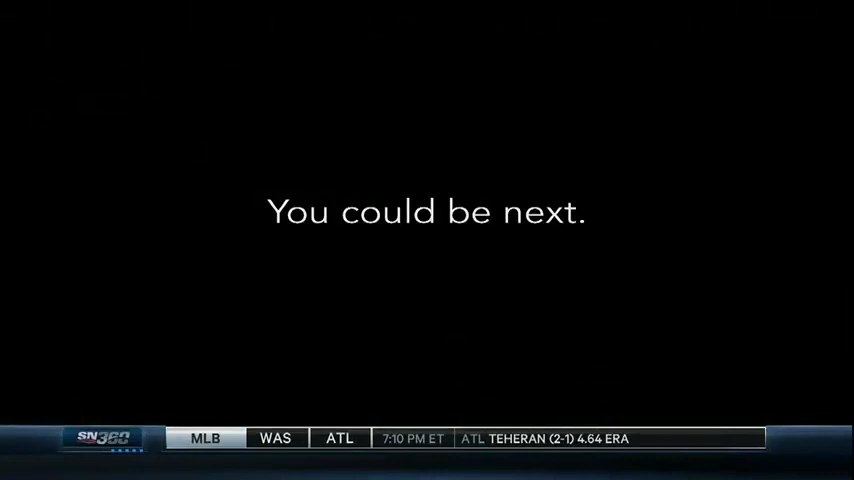 You could be next.
SN360 MLB WAS ATL 7:10 PM ET ATL TEHERAN (2-1) 4.64 ERA